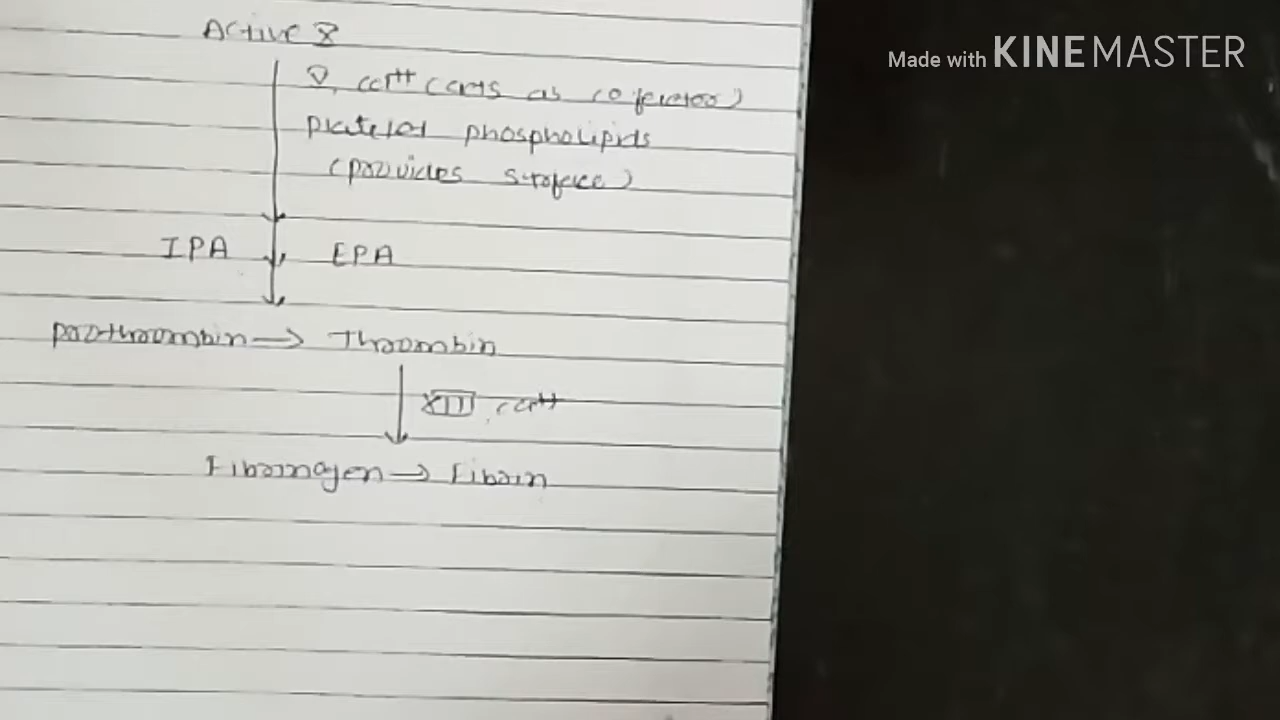 Active X
Made with KINEMASTER
V, Ca++ (acts as cofactor)
platelet phospholipids
(provides surface)
IPA EPA
prothrombin → Thrombin
XIII, Ca++
Fibrinogen → Fibrin